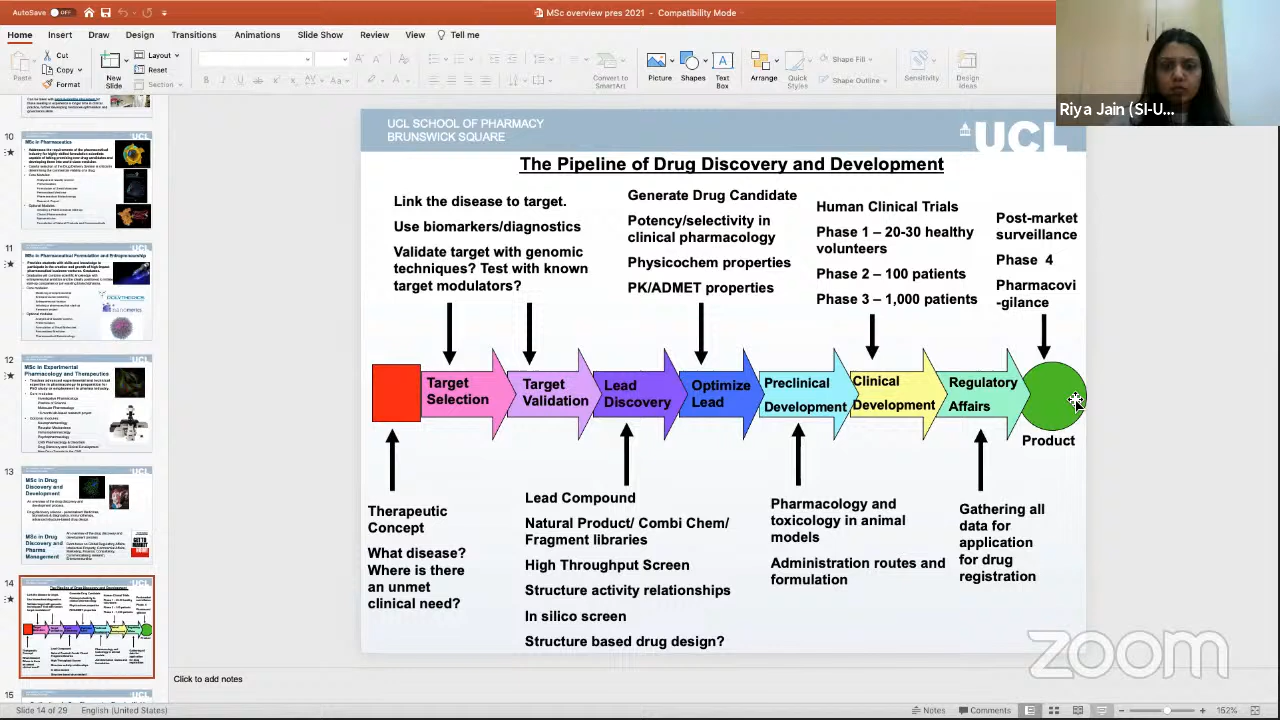 AutoSave OFF
MSc overview pres 2021 - Compatibility Mode
Home Insert Draw Design Transitions Animations Slide Show Review View Tell me
Paste
Cut
Copy
Format
New
Slide
Layout
Reset
Section
Convert to
SmartArt
Picture
Shapes
Text
Box
Arrange
Quick
Styles
Shape Fill
Shape Outline
Sensitivity
Design
Ideas
Riya Jain (SI-U...
10
MSc in Pharmaceutics
11
MSc in Pharmaceutical Formulation and Entrepreneurship
12
MSc in Experimental
Pharmacology and Therapeutics
13
MSc in Drug
Discovery and
Development
MSc in Drug
Discovery and
Pharma
Management
14
15
UCL SCHOOL OF PHARMACY
BRUNSWICK SQUARE
UCL
The Pipeline of Drug Discovery and Development
Link the disease to target.
Use biomarkers/diagnostics
Validate target with genomic
techniques? Test with known
target modulators?
Generate Drug Candidate
Potency/selectivity in
clinical pharmacology
Physicochem properties
PK/ADMET properties
Human Clinical Trials
Phase 1 – 20-30 healthy
volunteers
Phase 2 – 100 patients
Phase 3 – 1,000 patients
Post-market
surveillance
Phase 4
Pharmacovi
-gilance
Target
Selection
Target
Validation
Lead
Discovery
Optimize
Lead
Preclinical
Development
Clinical
Development
Regulatory
Affairs
Product
Therapeutic
Concept
What disease?
Where is there
an unmet
clinical need?
Lead Compound
Natural Product/ Combi Chem/
Fragment libraries
High Throughput Screen
Structure activity relationships
In silico screen
Structure based drug design?
Pharmacology and
toxicology in animal
models
Administration routes and
formulation
Gathering all
data for
application
for drug
registration
zoom
Click to add notes
Slide 14 of 29 English (United States)
Notes Comments 152%